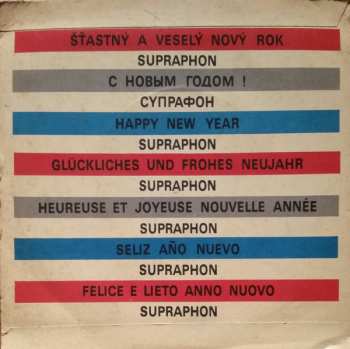 ŠŤASTNÝ A VESELÝ NOVÝ ROK
SUPRAPHON
С НОВЫМ ГОДОМ !
СУПРАФОН
HAPPY NEW YEAR
SUPRAPHON
GLÜCKLICHES UND FROHES NEUJAHR
SUPRAPHON
HEUREUSE ET JOYEUSE NOUVELLE ANNÉE
SUPRAPHON
SELIZ AÑO NUEVO
SUPRAPHON
FELICE E LIETO ANNO NUOVO
SUPRAPHON